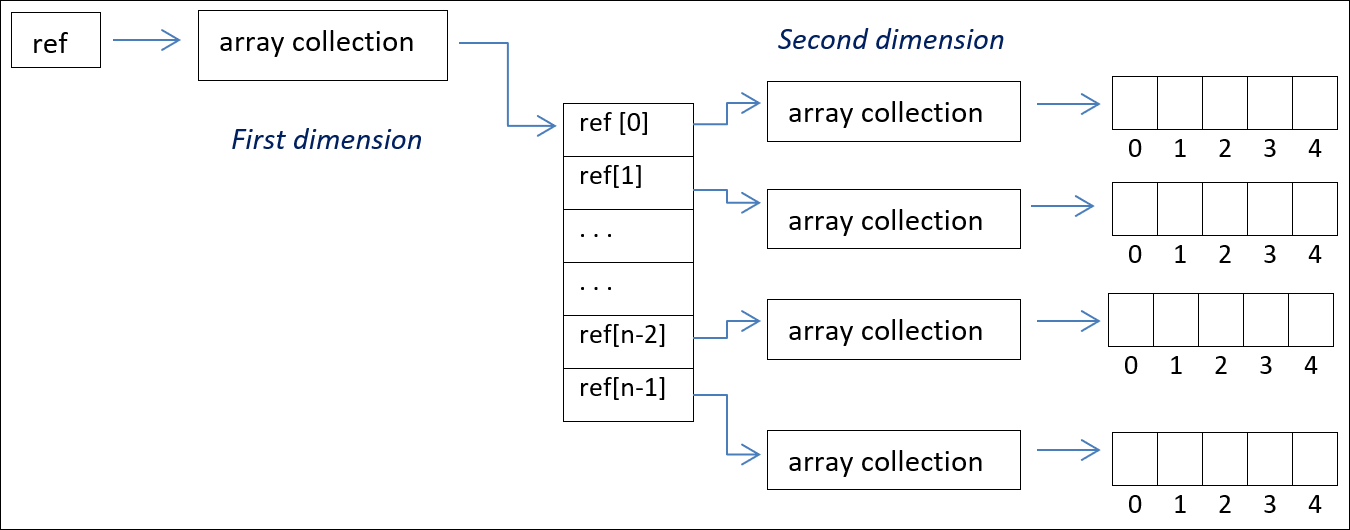 ref
array collection
First dimension
Second dimension
ref [0]
ref[1]
. . .
. . .
ref[n-2]
ref[n-1]
array collection
0 1 2 3 4
array collection
0 1 2 3 4
array collection
0 1 2 3 4
array collection
0 1 2 3 4